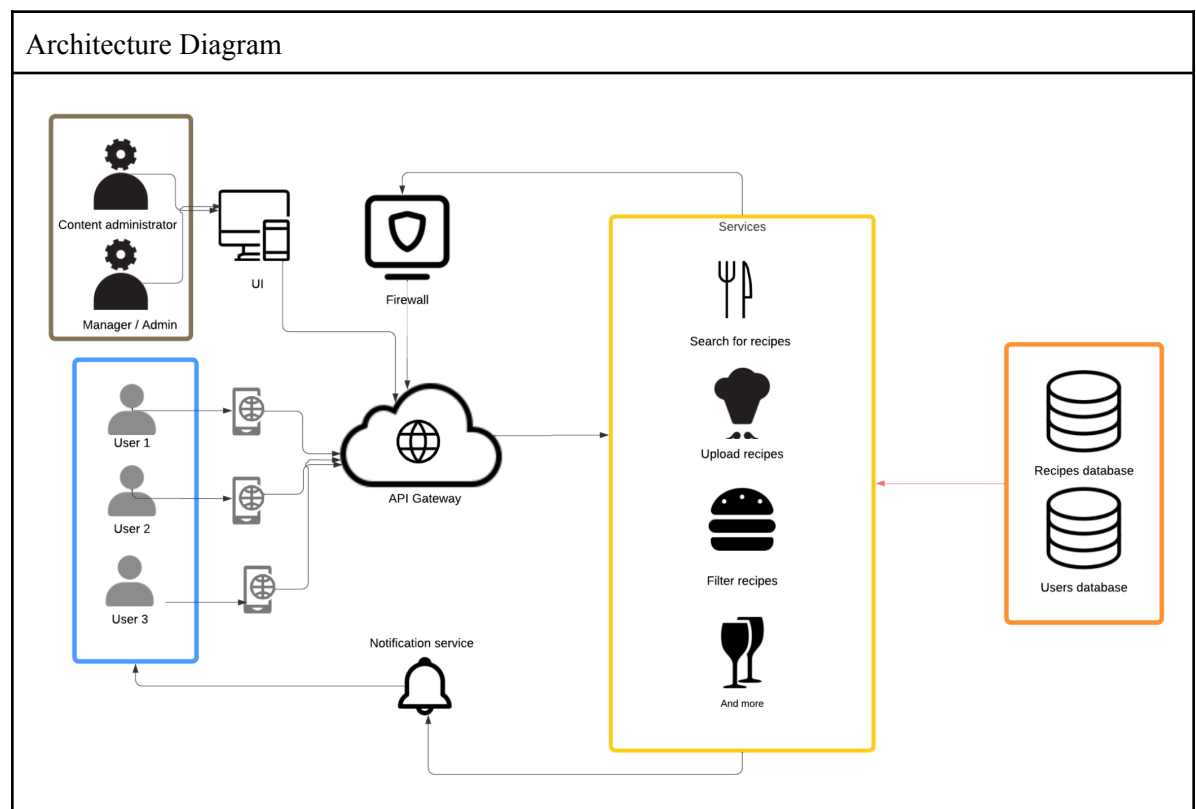 Architecture Diagram
Content administrator
Manager / Admin
UI
Firewall
User 1
User 2
User 3
API Gateway
Notification service
Services
Search for recipes
Upload recipes
Filter recipes
And more
Recipes database
Users database